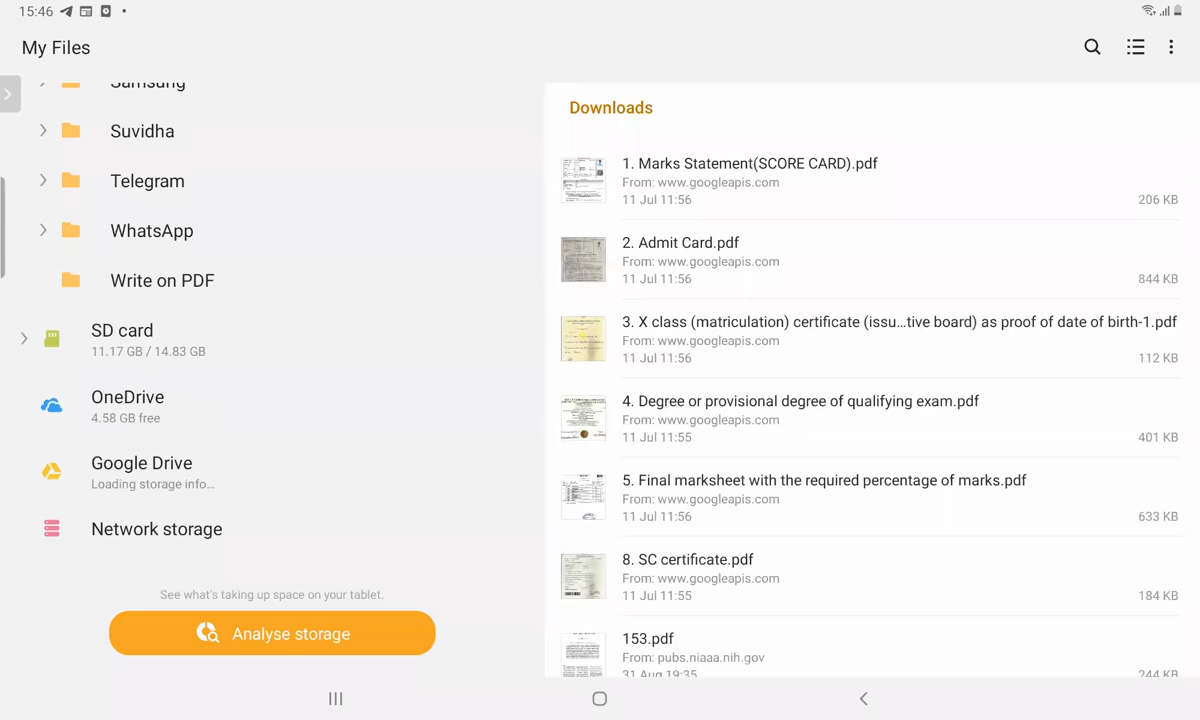 15:46
My Files
Samsung
Suvidha
Telegram
WhatsApp
Write on PDF
SD card
11.17 GB / 14.83 GB
OneDrive
4.58 GB free
Google Drive
Loading storage info...
Network storage
See what's taking up space on your tablet.
Analyse storage
Downloads
1. Marks Statement(SCORE CARD).pdf
From: www.googleapis.com
11 Jul 11:56
206 KB
2. Admit Card.pdf
From: www.googleapis.com
11 Jul 11:56
844 KB
3. X class (matriculation) certificate (issu...tive board) as proof of date of birth-1.pdf
From: www.googleapis.com
11 Jul 11:56
112 KB
4. Degree or provisional degree of qualifying exam.pdf
From: www.googleapis.com
11 Jul 11:55
401 KB
5. Final marksheet with the required percentage of marks.pdf
From: www.googleapis.com
11 Jul 11:56
633 KB
8. SC certificate.pdf
From: www.googleapis.com
11 Jul 11:55
184 KB
153.pdf
From: pubs.niaaa.nih.gov
31 Aug 19:35
244 KB